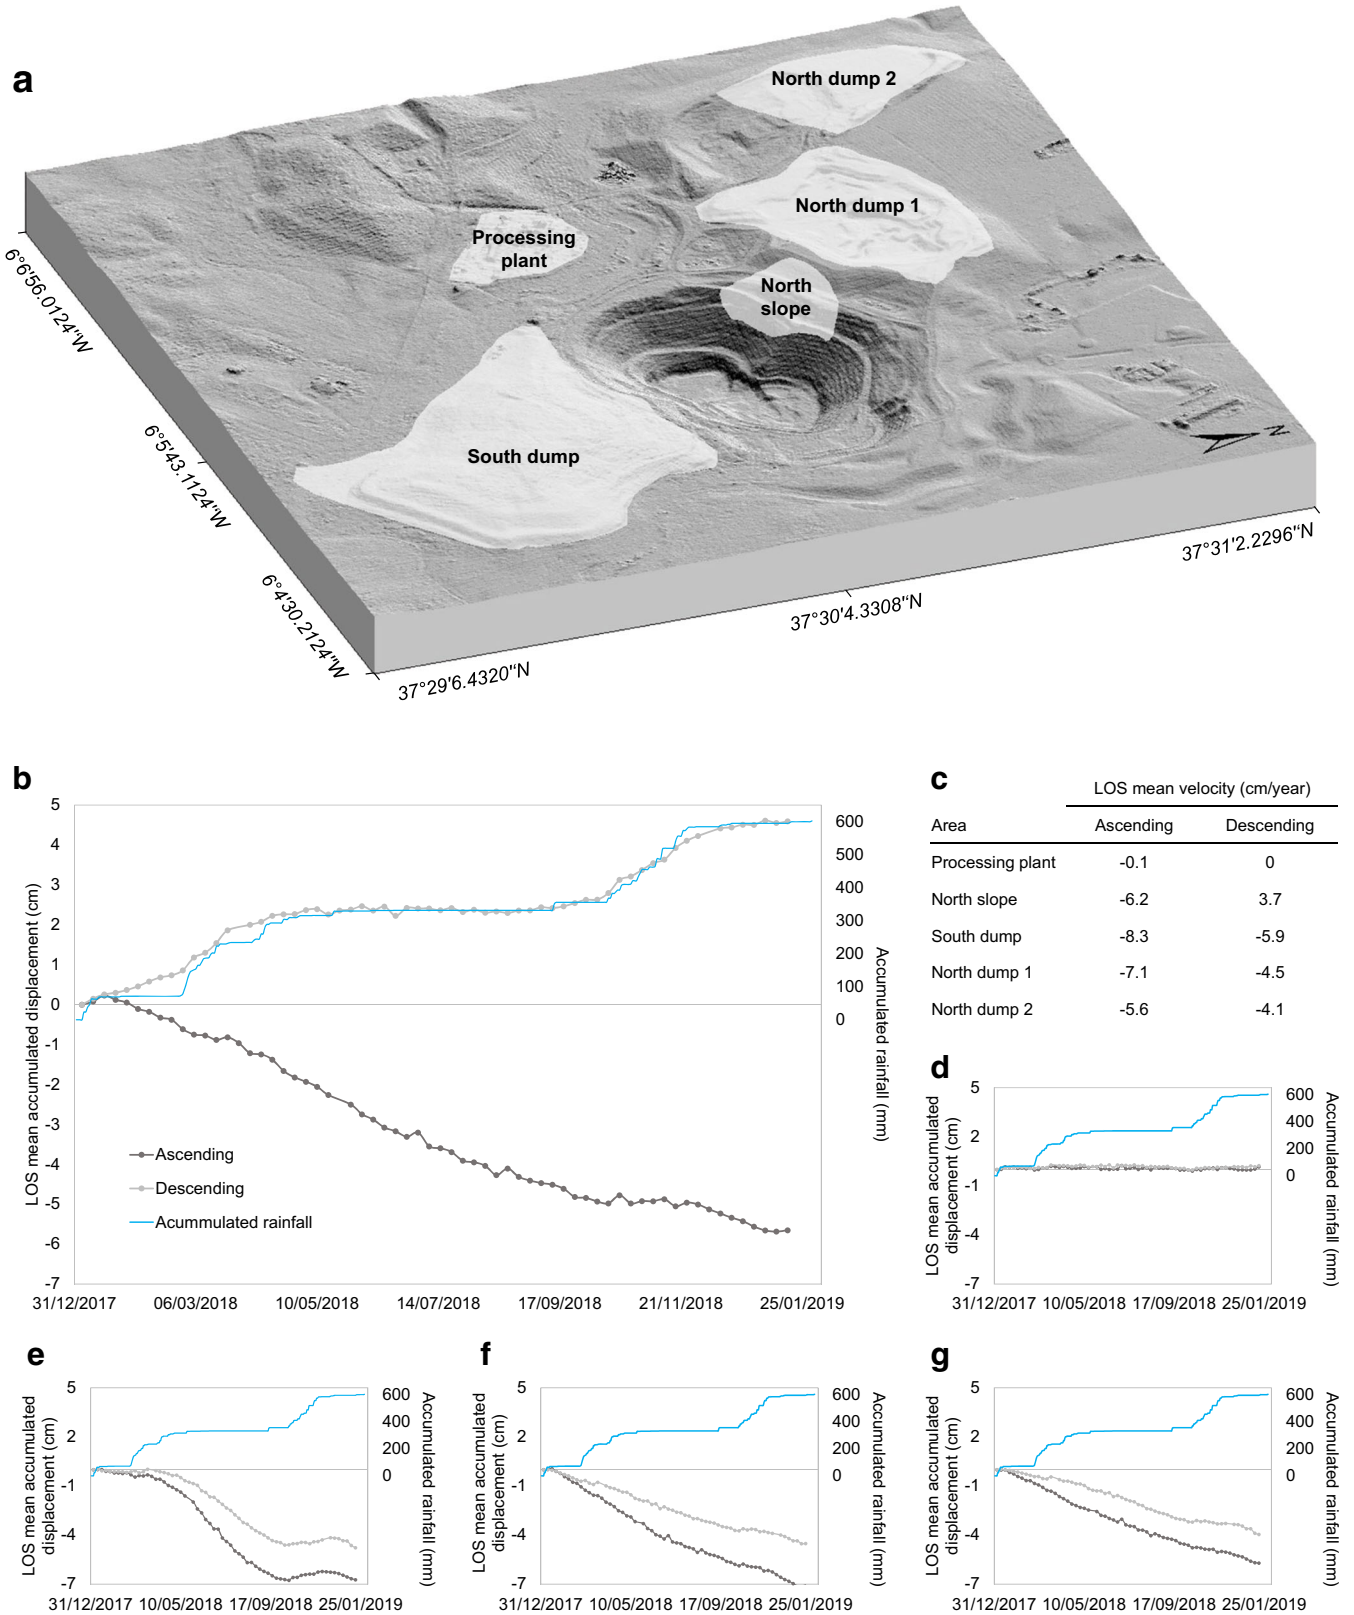 a
North dump 2
North dump 1
Processing
plant
North
slope
South dump
N
6°6'56.0124"W
6°5'43.1124"W
6°4'30.2124"W
37°29'6.4320"N
37°30'4.3308"N
37°31'2.2296"N
b
LOS mean accumulated displacement (cm)
5
4
3
2
1
0
-1
-2
-3
-4
-5
-6
-7
Ascending
Descending
Acummulated rainfall
600
500
400
300
200
100
0
Accumulated rainfall (mm)
31/12/2017 06/03/2018 10/05/2018 14/07/2018 17/09/2018 21/11/2018 25/01/2019
c
LOS mean velocity (cm/year)
Area Ascending Descending
Processing plant -0.1 0
North slope -6.2 3.7
South dump -8.3 -5.9
North dump 1 -7.1 -4.5
North dump 2 -5.6 -4.1
d
LOS mean accumulated
displacement (cm)
5
2
-1
-4
-7
600
400
200
0
Accumulated rainfall (mm)
31/12/2017 10/05/2018 17/09/2018 25/01/2019
e
LOS mean accumulated
displacement (cm)
5
2
-1
-4
-7
600
400
200
0
Accumulated rainfall (mm)
31/12/2017 10/05/2018 17/09/2018 25/01/2019
f
LOS mean accumulated
displacement (cm)
5
2
-1
-4
-7
600
400
200
0
Accumulated rainfall (mm)
31/12/2017 10/05/2018 17/09/2018 25/01/2019
g
LOS mean accumulated
displacement (cm)
5
2
-1
-4
-7
600
400
200
0
Accumulated rainfall (mm)
31/12/2017 10/05/2018 17/09/2018 25/01/2019